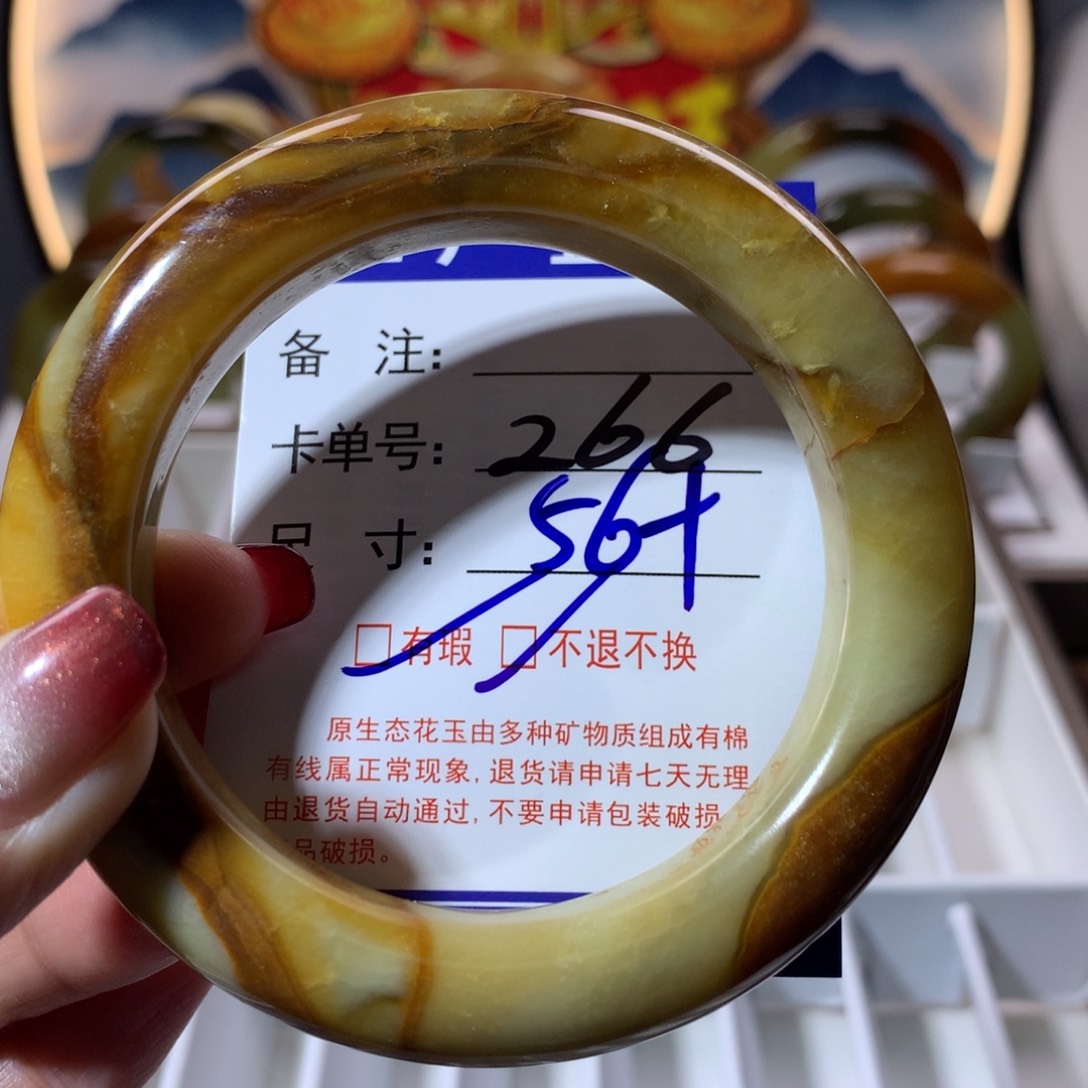 备 注：
卡单号： 266
尺 寸： 56+
□有瑕 □不退不换
原生态花玉由多种矿物质组成有棉
有线属正常现象，退货请申请七天无理
由退货自动通过，不要申请包装破损
品破损。